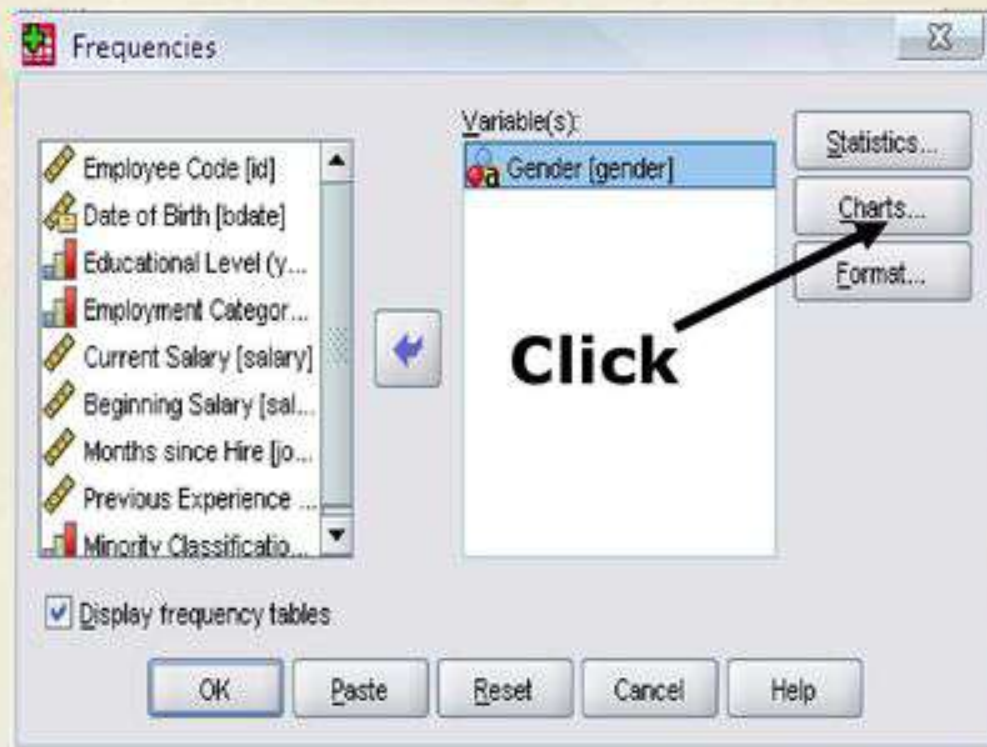 Frequencies
Variable(s):
Employee Code [id]
Date of Birth [bdate]
Educational Level (y...
Employment Categor...
Current Salary [salary]
Beginning Salary [sal...
Months since Hire [jo...
Previous Experience ...
Minority Classificatio...
Gender [gender]
Statistics...
Charts...
Format...
Click
Display frequency tables
OK Paste Reset Cancel Help